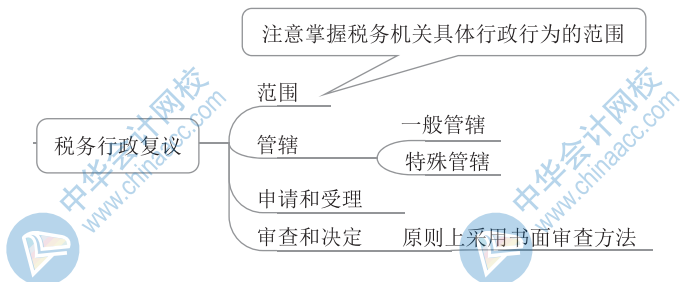 注意掌握税务机关具体行政行为的范围
范围
税务行政复议
管辖
一般管辖
特殊管辖
申请和受理
审查和决定 原则上采用书面审查方法
中华会计网校
www.chinaacc.com
中华会计网校
www.chinaacc.com